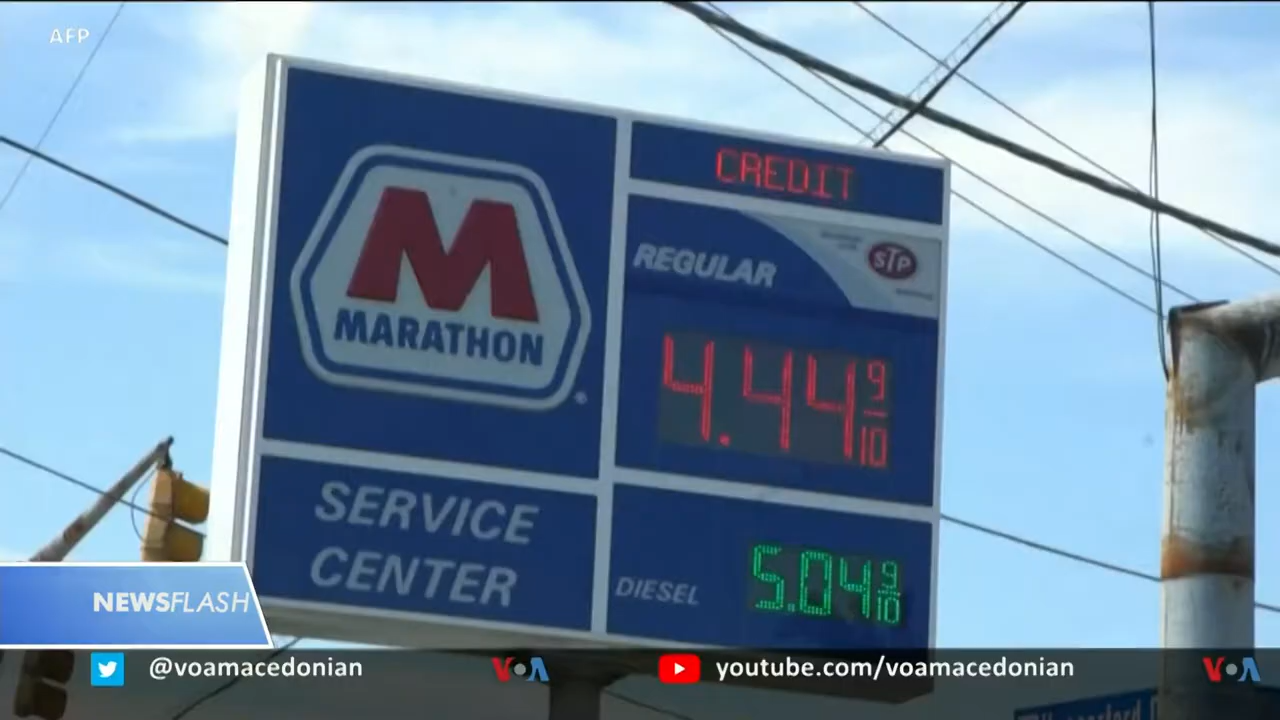 AFP
CREDIT
REGULAR
STP
M
MARATHON
4.44 9/10
SERVICE
CENTER
DIESEL
5.04 9/10
NEWSFLASH
@voamacedonian
VOA
youtube.com/voamacedonian
VOA